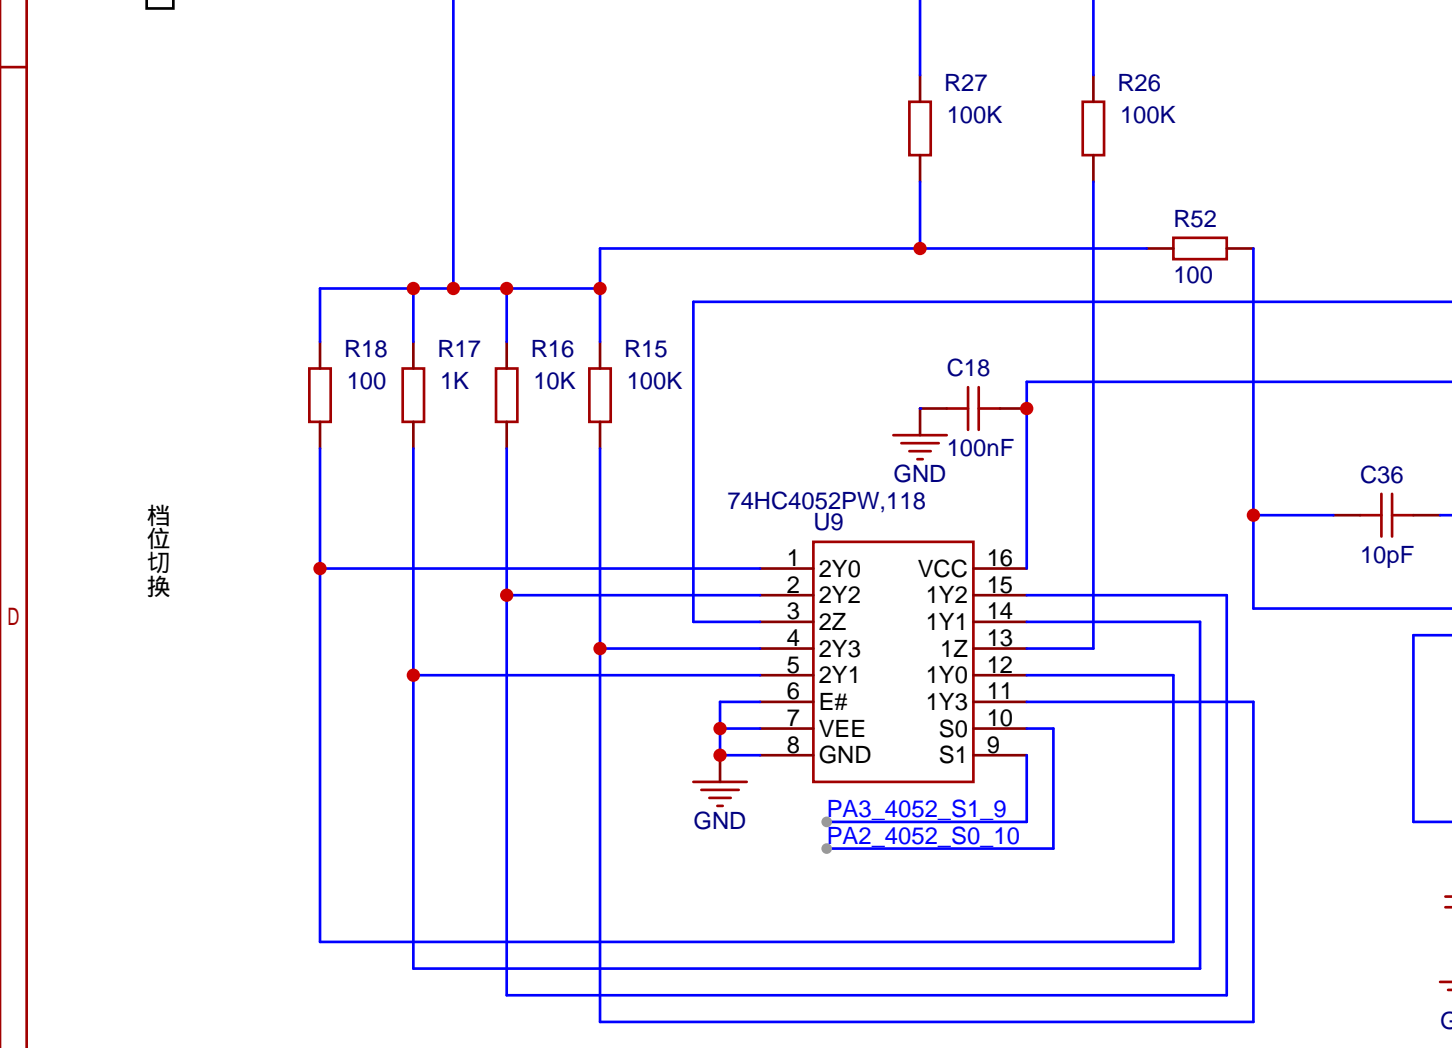 R27
100K
R26
100K
R52
100
R18
100
R17
1K
R16
10K
R15
100K
C18
100nF
GND
C36
10pF
74HC4052PW,118
U9
1 2Y0 VCC 16
2 2Y2 1Y2 15
3 2Z 1Y1 14
4 2Y3 1Z 13
5 2Y1 1Y0 12
6 E# 1Y3 11
7 VEE S0 10
8 GND S1 9
GND
PA3_4052_S1_9
PA2_4052_S0_10
档位切换
D